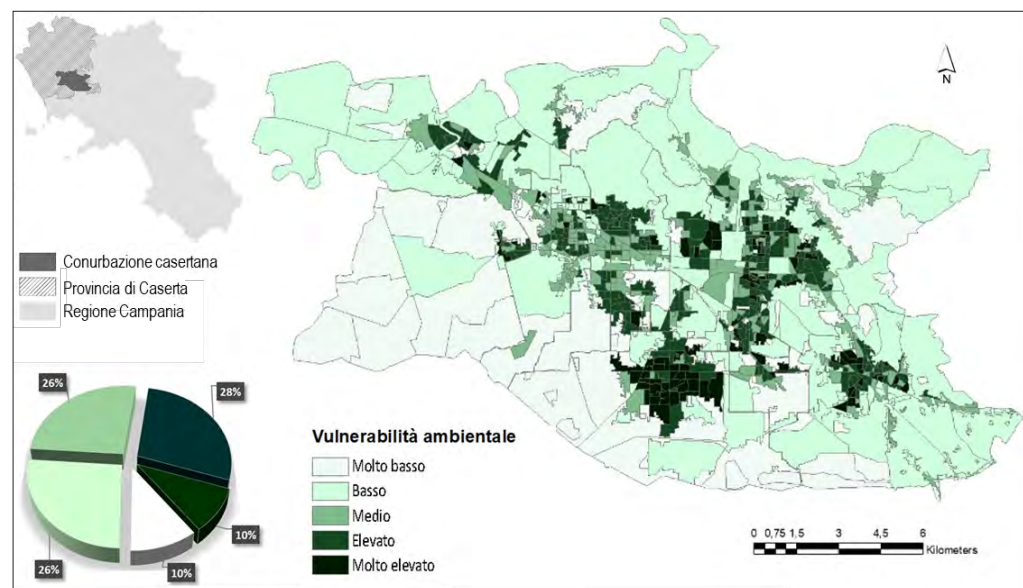 N
Conurbazione casertana
Provincia di Caserta
Regione Campania
26%
28%
26%
10%
10%
Vulnerabilità ambientale
Molto basso
Basso
Medio
Elevato
Molto elevato
0 0,75 1,5 3 4,5 6
Kilometers